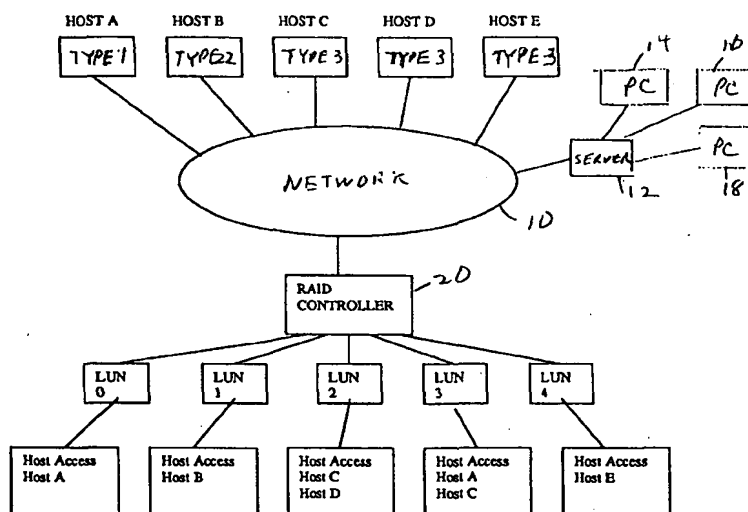 HOST A HOST B HOST C HOST D HOST E
TYPE 1 TYPE22 TYPE 3 TYPE 3 TYPE 3
14 16
PC PC
SERVER PC
12 18
NETWORK
10
RAID
CONTROLLER
20
LUN
0
LUN
1
LUN
2
LUN
3
LUN
4
Host Access
Host A
Host Access
Host B
Host Access
Host C
Host D
Host Access
Host A
Host C
Host Access
Host E